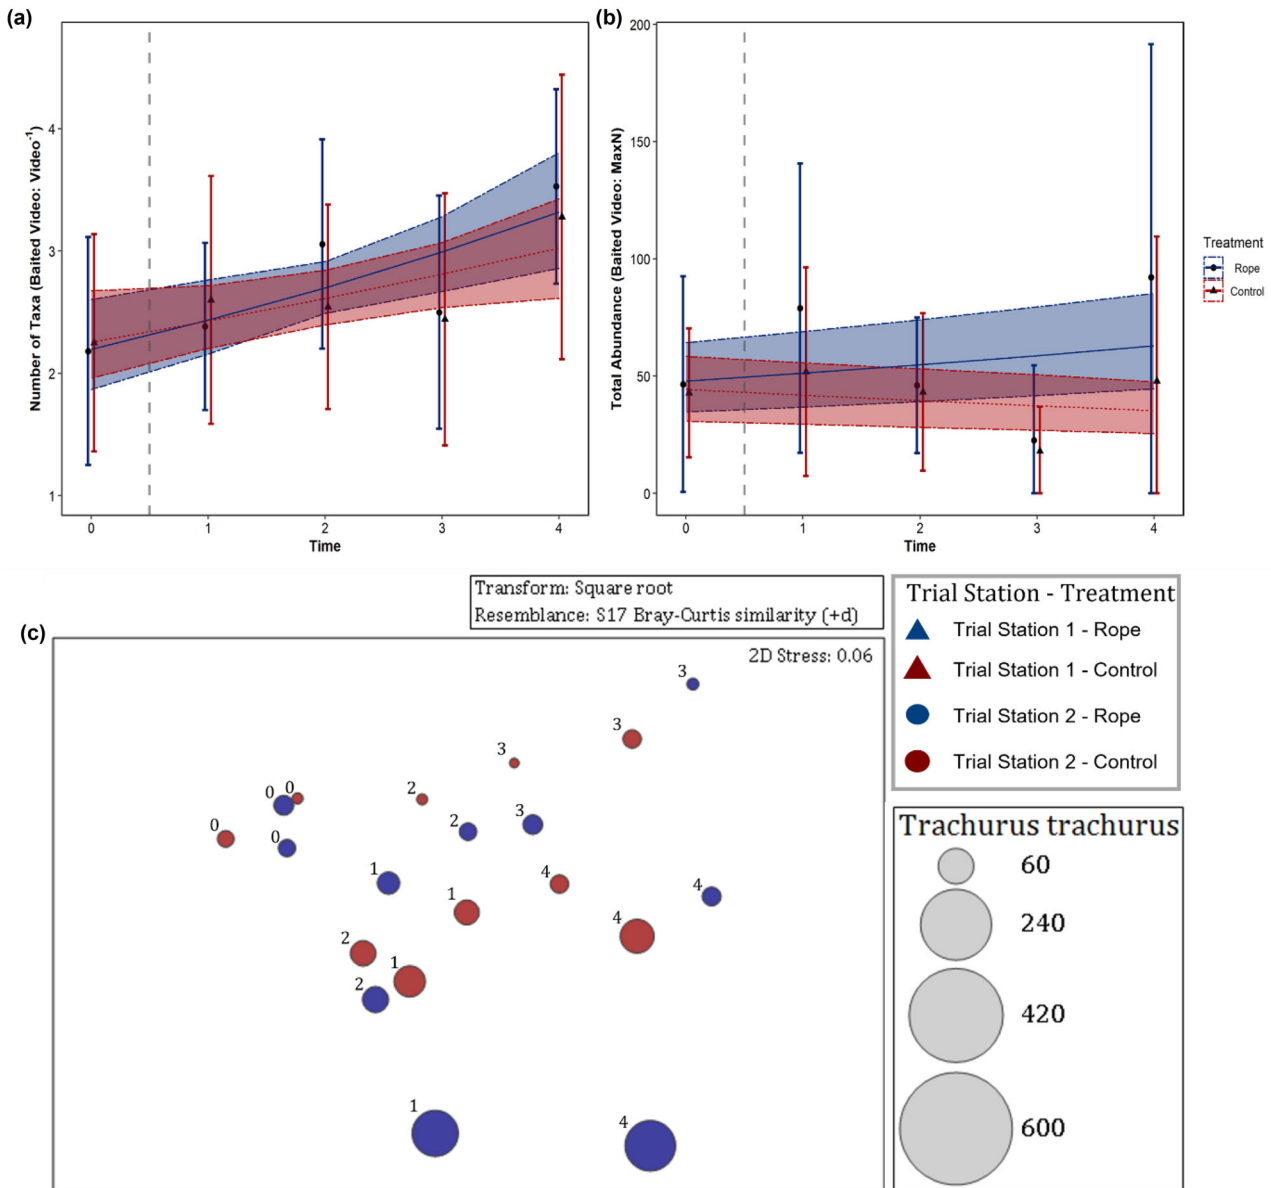 (a)
Number of Taxa (Baited Video: Video-1)
4
3
2
1
0 1 2 3 4
Time
(b)
Total Abundance (Baited Video: MaxN)
200
150
100
50
0
0 1 2 3 4
Time
Treatment
Rope
Control
(c)
Transform: Square root
Resemblance: S17 Bray-Curtis similarity (+d)
2D Stress: 0.06
3
3
3
0 0
2
0
2
3
0
1
4
4
1
4
2
1
2
1
4
Trial Station - Treatment
Trial Station 1 - Rope
Trial Station 1 - Control
Trial Station 2 - Rope
Trial Station 2 - Control
Trachurus trachurus
60
240
420
600